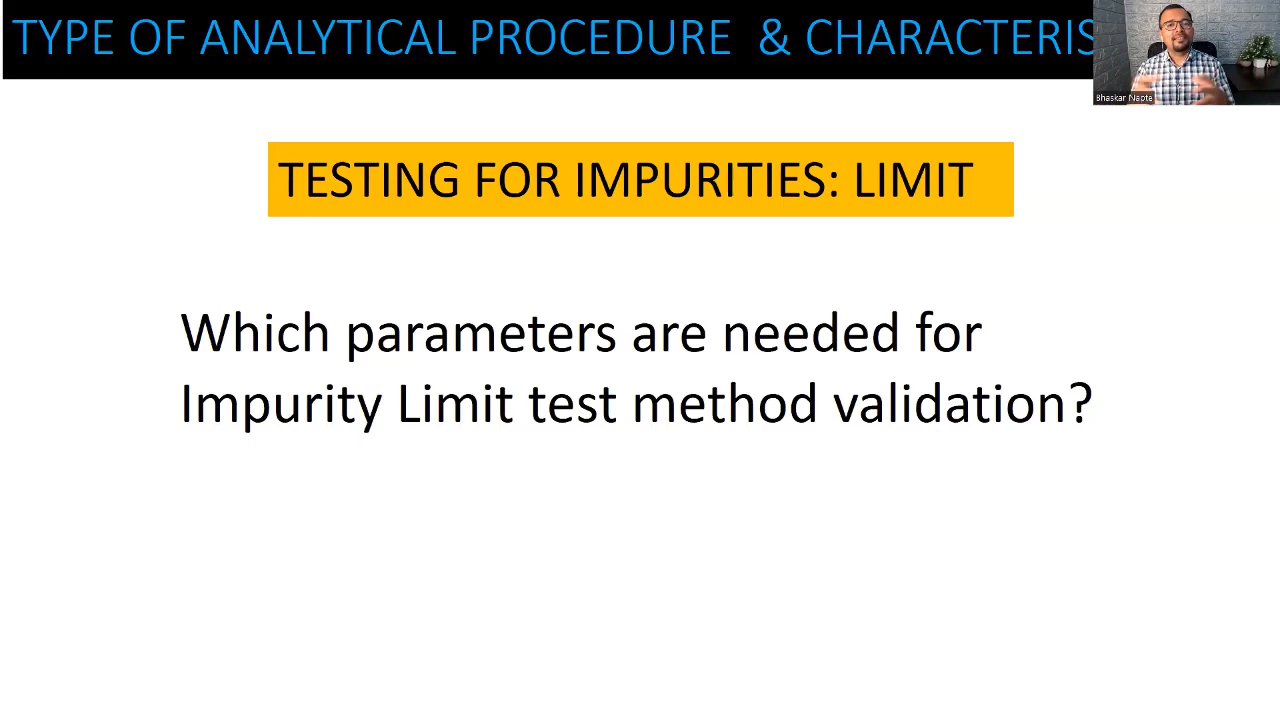 TYPE OF ANALYTICAL PROCEDURE & CHARACTERIS
Bhaskar Napte
TESTING FOR IMPURITIES: LIMIT
Which parameters are needed for
Impurity Limit test method validation?